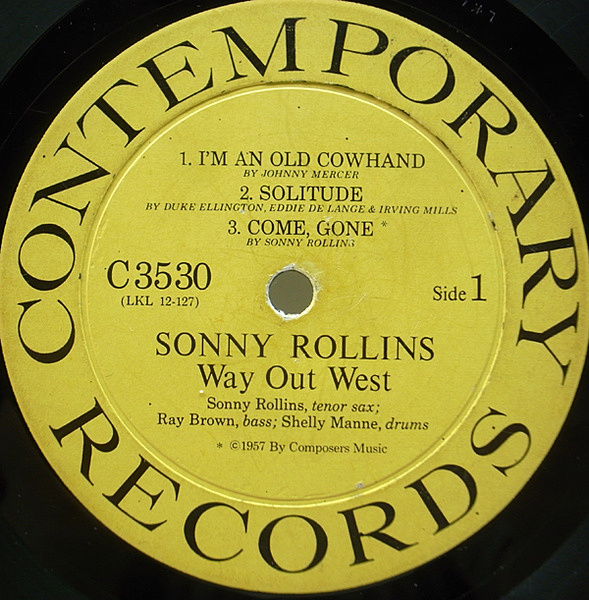 CONTEMPORARY
1. I'M AN OLD COWHAND
BY JOHNNY MERCER
2. SOLITUDE
BY DUKE ELLINGTON, EDDIE DE LANGE & IRVING MILLS
3. COME, GONE *
BY SONNY ROLLINS
C3530
(LKL 12-127)
Side 1
SONNY ROLLINS
Way Out West
Sonny Rollins, tenor sax;
Ray Brown, bass; Shelly Manne, drums
* ©1957 By Composers Music
RECORDS